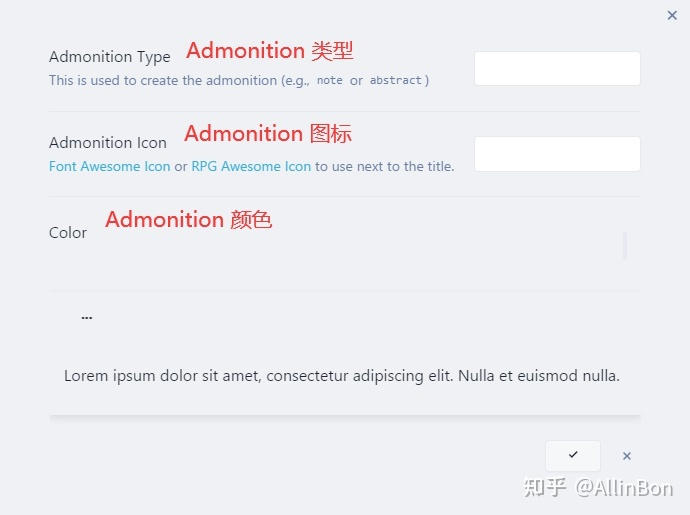 Admonition Type Admonition 类型
This is used to create the admonition (e.g., note or abstract)
Admonition Icon Admonition 图标
Font Awesome Icon or RPG Awesome Icon to use next to the title.
Color Admonition 颜色
...
Lorem ipsum dolor sit amet, consectetur adipiscing elit. Nulla et euismod nulla.
知乎 @AllinBon